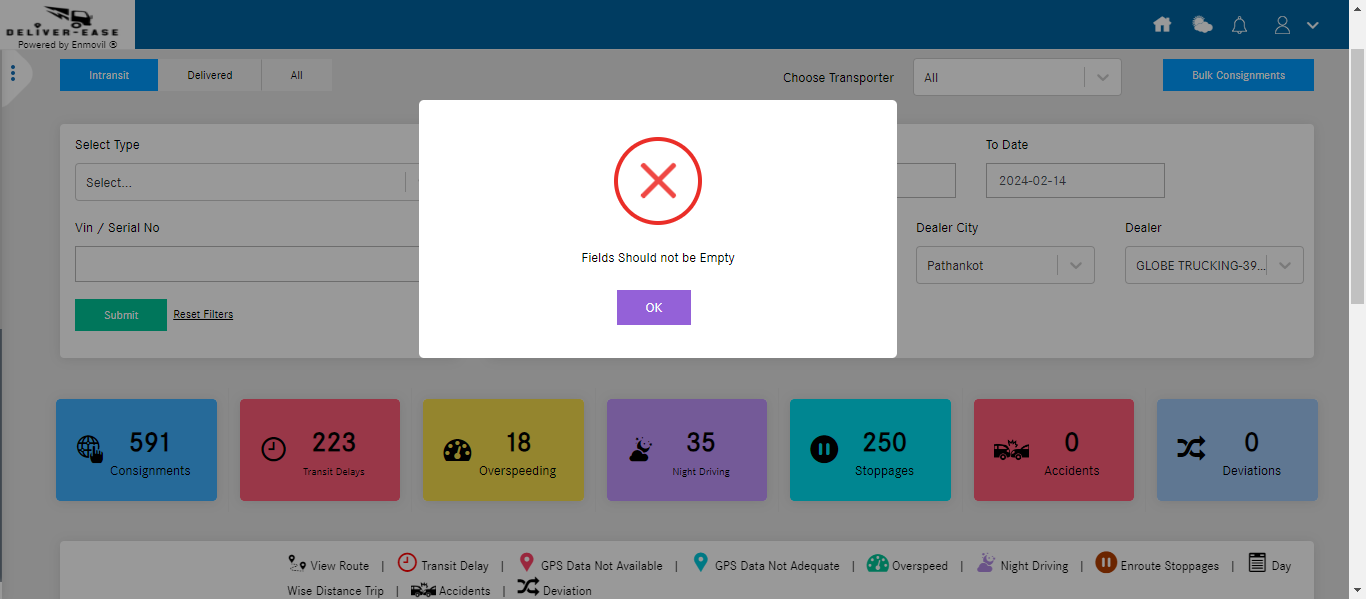 DELIVER-EASE
Powered by Enmovil ®
Intransit Delivered All Choose Transporter All Bulk Consignments
Select Type To Date
Select... 2024-02-14
Vin / Serial No Dealer City Dealer
Pathankot GLOBE TRUCKING-39...
Submit Reset Filters
Fields Should not be Empty
OK
591 Consignments
223 Transit Delays
18 Overspeeding
35 Night Driving
250 Stoppages
0 Accidents
0 Deviations
View Route | Transit Delay | GPS Data Not Available | GPS Data Not Adequate | Overspeed | Night Driving | Enroute Stoppages | Day
Wise Distance Trip | Accidents | Deviation